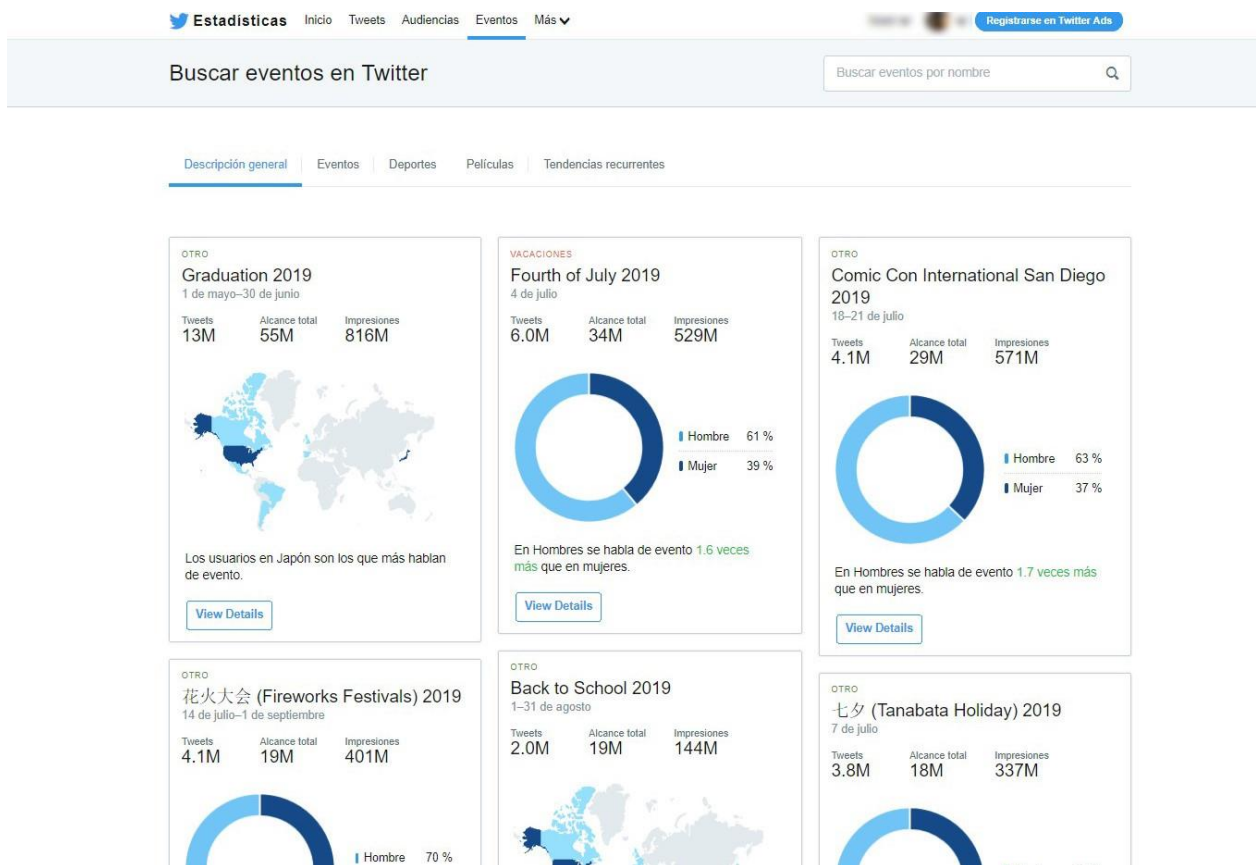 Estadísticas Inicio Tweets Audiencias Eventos Más
Registrarse en Twitter Ads
Buscar eventos en Twitter
Buscar eventos por nombre
Descripción general Eventos Deportes Películas Tendencias recurrentes
OTRO
Graduation 2019
1 de mayo–30 de junio
Tweets Alcance total Impresiones
13M 55M 816M
Los usuarios en Japón son los que más hablan
de evento.
View Details
VACACIONES
Fourth of July 2019
4 de julio
Tweets Alcance total Impresiones
6.0M 34M 529M
Hombre 61 %
Mujer 39 %
En Hombres se habla de evento 1.6 veces
más que en mujeres.
View Details
OTRO
Comic Con International San Diego
2019
18–21 de julio
Tweets Alcance total Impresiones
4.1M 29M 571M
Hombre 63 %
Mujer 37 %
En Hombres se habla de evento 1.7 veces más
que en mujeres.
View Details
OTRO
花火大会 (Fireworks Festivals) 2019
14 de julio–1 de septiembre
Tweets Alcance total Impresiones
4.1M 19M 401M
Hombre 70 %
OTRO
Back to School 2019
1–31 de agosto
Tweets Alcance total Impresiones
2.0M 19M 144M
OTRO
七夕 (Tanabata Holiday) 2019
7 de julio
Tweets Alcance total Impresiones
3.8M 18M 337M